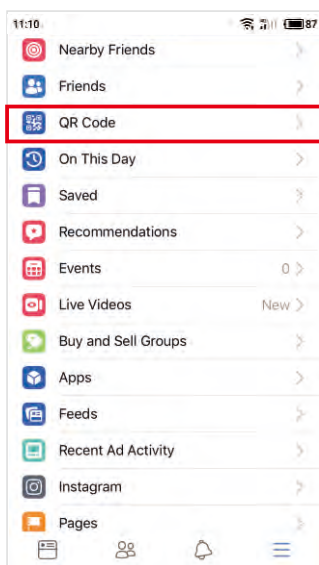 11:10 87
Nearby Friends
Friends
QR Code
On This Day
Saved
Recommendations
Events 0
Live Videos New
Buy and Sell Groups
Apps
Feeds
Recent Ad Activity
Instagram
Pages